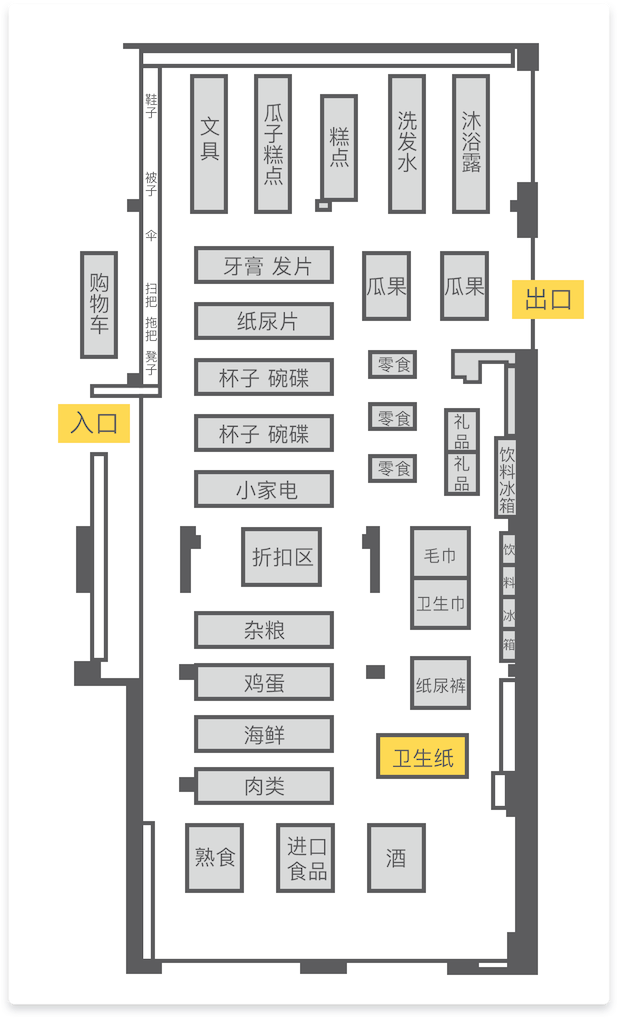 鞋子
被子
伞
扫把
拖把
凳子
文具
瓜子糕点
糕点
洗发水
沐浴露
购物车
牙膏 发片
瓜果
瓜果
出口
纸尿片
杯子 碗碟
零食
入口
杯子 碗碟
零食
礼品
小家电
零食
礼品
饮料冰箱
折扣区
毛巾
卫生巾
饮
料
冰
箱
杂粮
鸡蛋
纸尿裤
海鲜
卫生纸
肉类
熟食
进口
食品
酒